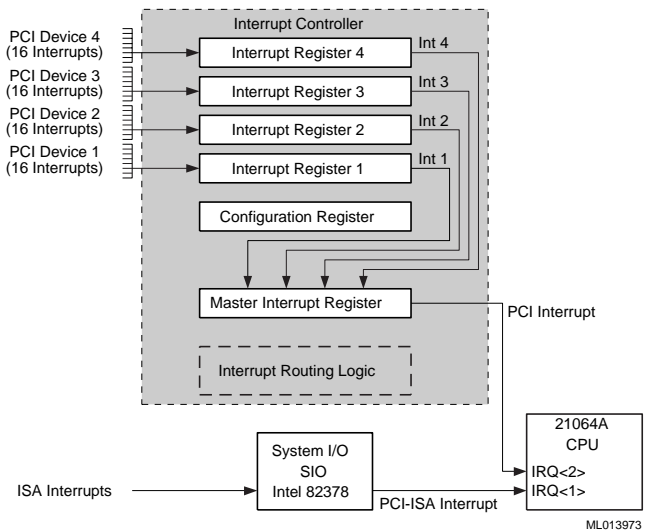 Interrupt Controller
PCI Device 4
(16 Interrupts)
Interrupt Register 4
Int 4
PCI Device 3
(16 Interrupts)
Interrupt Register 3
Int 3
PCI Device 2
(16 Interrupts)
Interrupt Register 2
Int 2
PCI Device 1
(16 Interrupts)
Interrupt Register 1
Int 1
Configuration Register
Master Interrupt Register
PCI Interrupt
Interrupt Routing Logic
21064A
CPU
IRQ<2>
IRQ<1>
System I/O
SIO
Intel 82378
ISA Interrupts
PCI-ISA Interrupt
ML013973